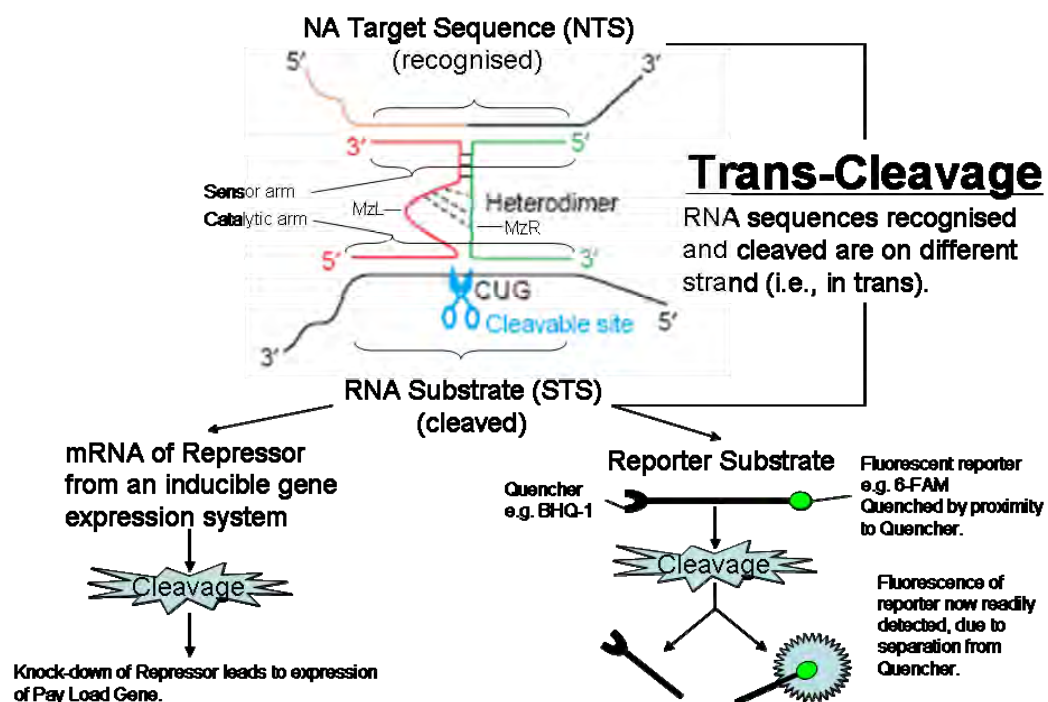 NA Target Sequence (NTS)
(recognised)
5′
3′
3′
5′
Sensor arm
Catalytic arm
MzL
Heterodimer
MzR
5′
3′
CUG
Cleavable site
5′
3′
Trans-Cleavage
RNA sequences recognised
and cleaved are on different
strand (i.e., in trans).
RNA Substrate (STS)
(cleaved)
mRNA of Repressor
from an inducible gene
expression system
Cleavage
Knock-down of Repressor leads to expression
of Pay Load Gene.
Reporter Substrate
Quencher
e.g. BHQ-1
Fluorescent reporter
e.g. 6-FAM
Quenched by proximity
to Quencher.
Cleavage
Fluorescence of
reporter now readily
detected, due to
separation from
Quencher.